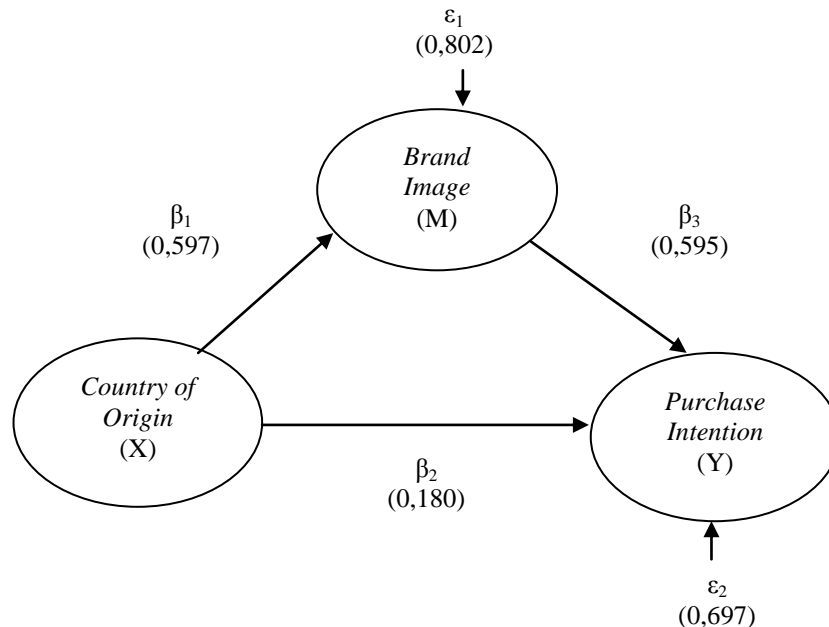 ε1
(0,802)
Brand
Image
(M)
β1
(0,597)
β3
(0,595)
Country of
Origin
(X)
Purchase
Intention
(Y)
β2
(0,180)
ε2
(0,697)